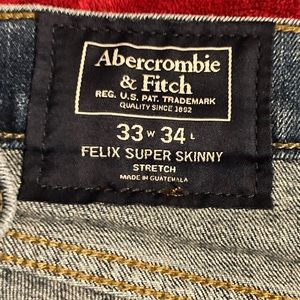 Abercrombie
& Fitch
REG. U.S. PAT. TRADEMARK
QUALITY SINCE 1892
33 W 34 L
FELIX SUPER SKINNY
STRETCH
MADE IN GUATEMALA